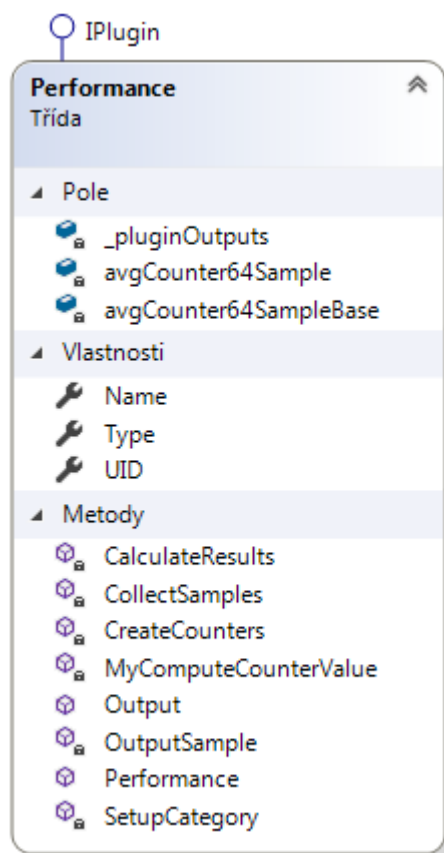 IPlugin
Performance
Třída
Pole
_pluginOutputs
avgCounter64Sample
avgCounter64SampleBase
Vlastnosti
Name
Type
UID
Metody
CalculateResults
CollectSamples
CreateCounters
MyComputeCounterValue
Output
OutputSample
Performance
SetupCategory